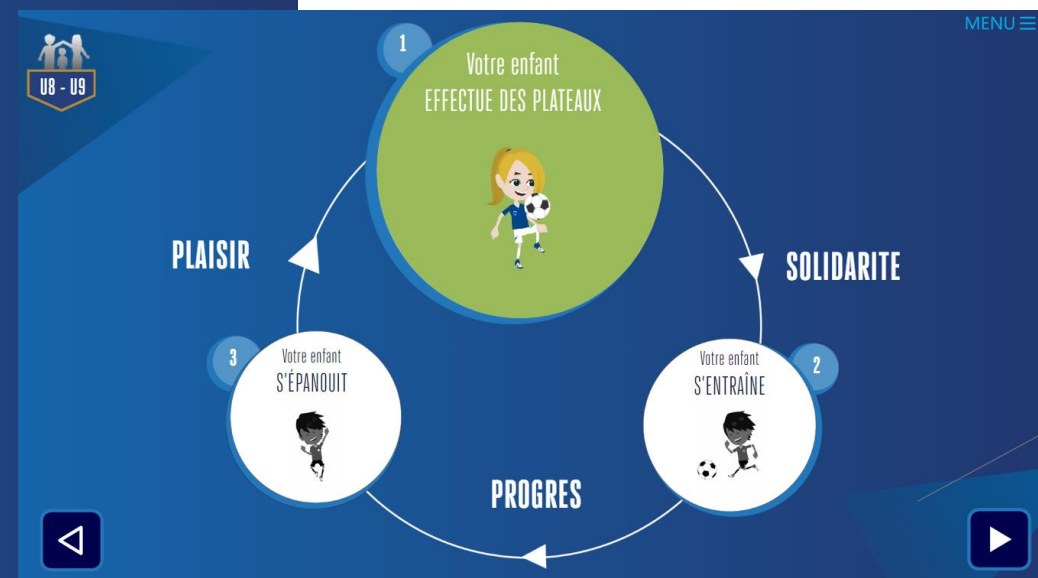 MENU
U8 - U9
1
Votre enfant
EFFECTUE DES PLATEAUX
PLAISIR
SOLIDARITE
3
Votre enfant
S'ÉPANOUIT
2
Votre enfant
S'ENTRAÎNE
PROGRES